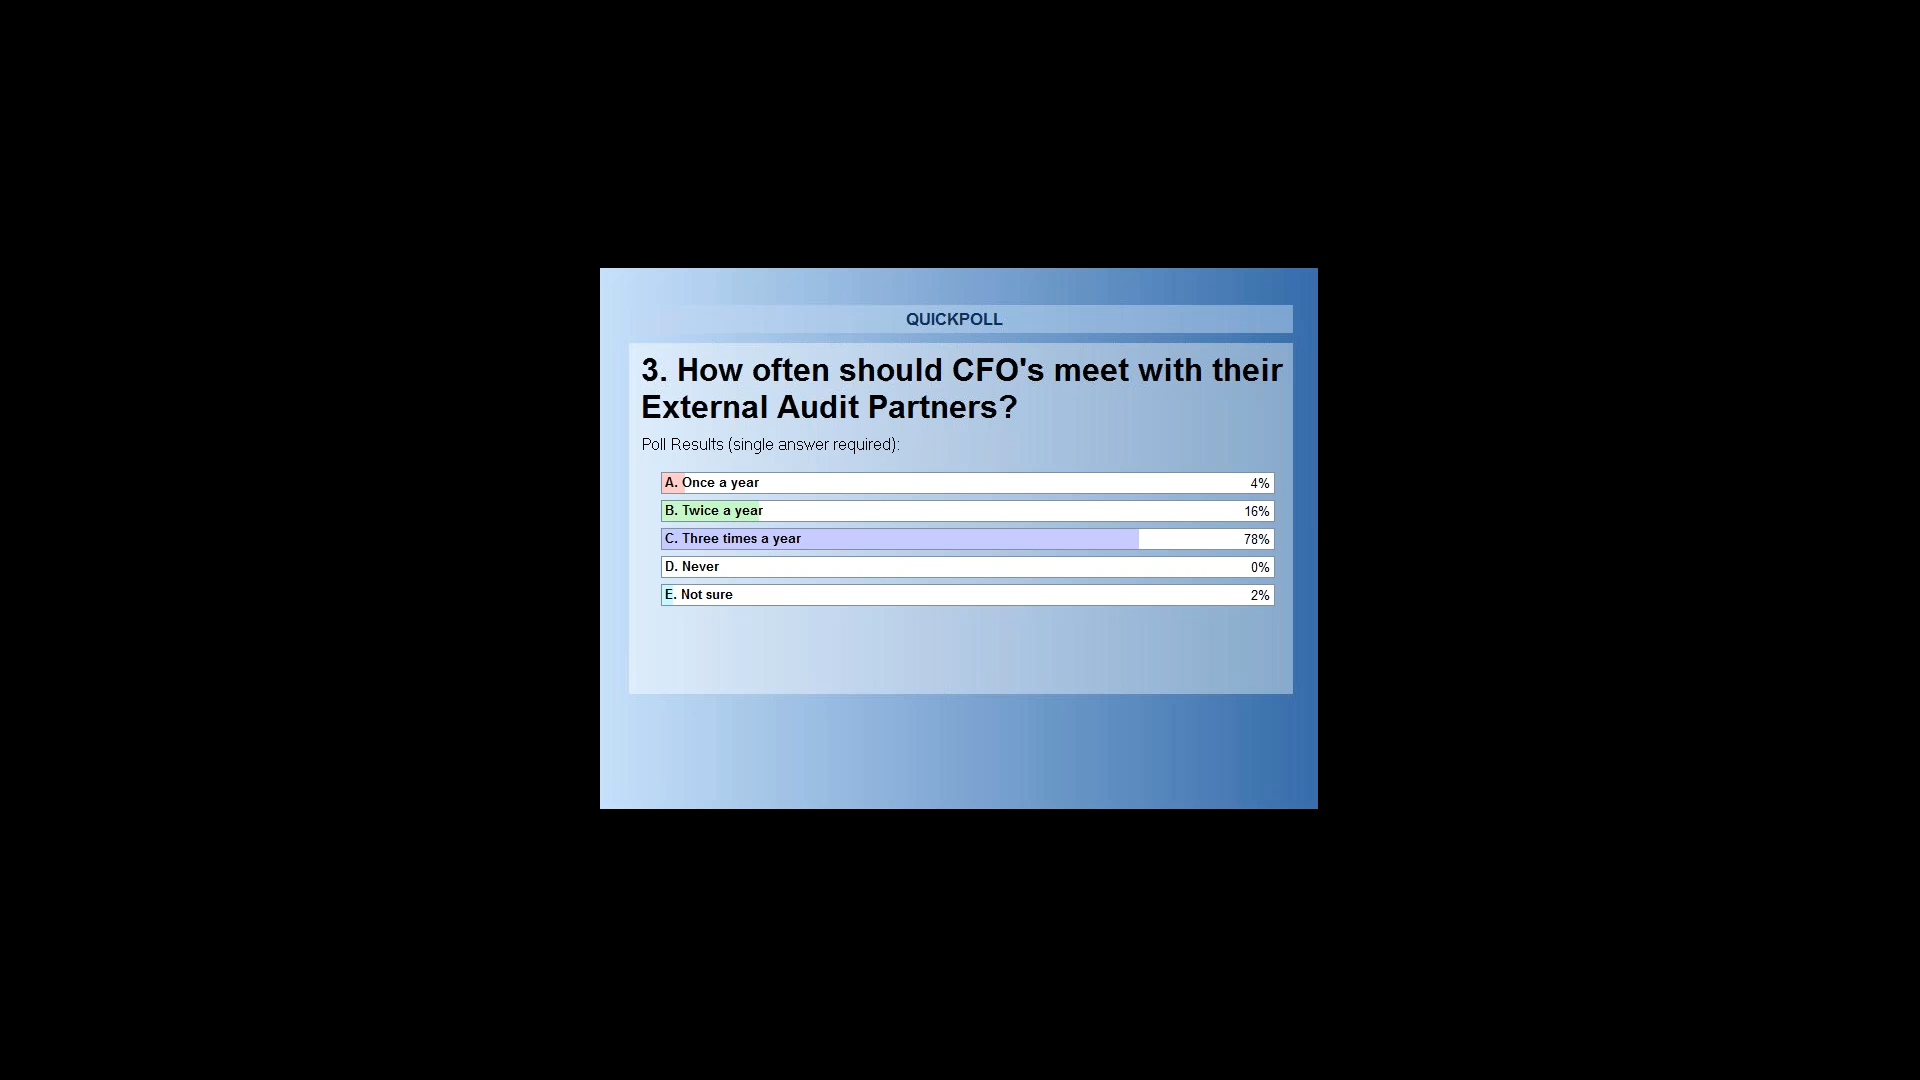 QUICKPOLL
3. How often should CFO's meet with their
External Audit Partners?
Poll Results (single answer required):
A. Once a year 4%
B. Twice a year 16%
C. Three times a year 78%
D. Never 0%
E. Not sure 2%